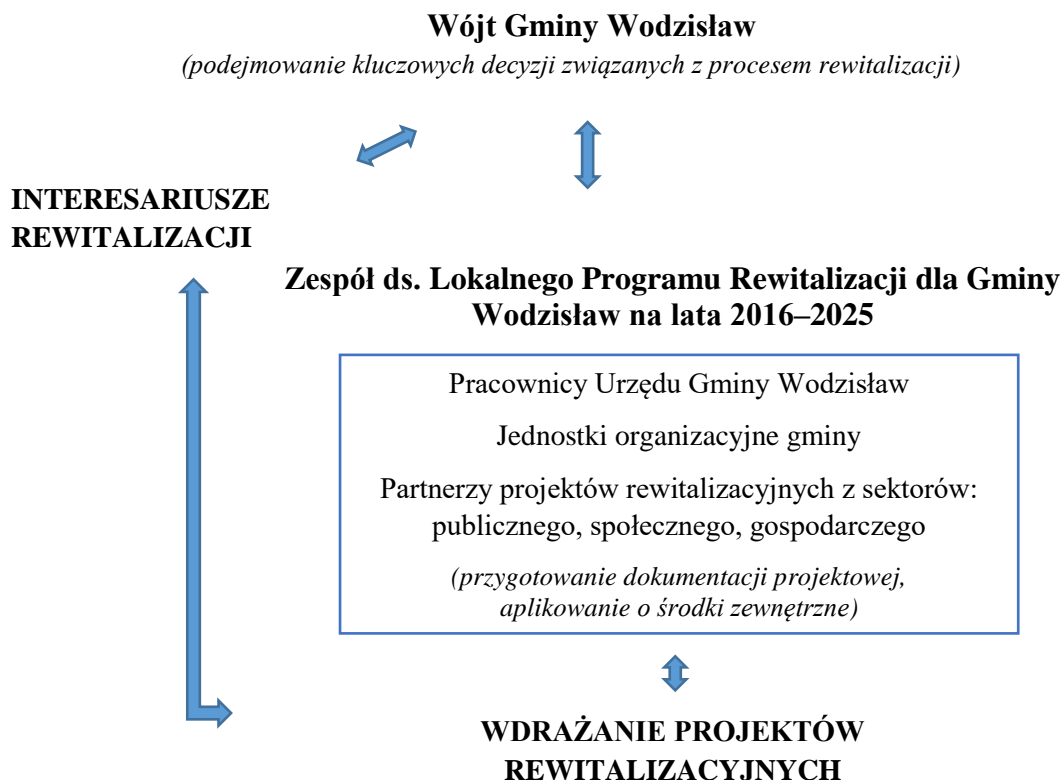 Wójt Gminy Wodzisław
(podejmowanie kluczowych decyzji związanych z procesem rewitalizacji)
INTERESARIUSZE
REWITALIZACJI
Zespół ds. Lokalnego Programu Rewitalizacji dla Gminy
Wodzisław na lata 2016–2025
Pracownicy Urzędu Gminy Wodzisław
Jednostki organizacyjne gminy
Partnerzy projektów rewitalizacyjnych z sektorów:
publicznego, społecznego, gospodarczego
(przygotowanie dokumentacji projektowej,
aplikowanie o środki zewnętrzne)
WDRAŻANIE PROJEKTÓW
REWITALIZACYJNYCH